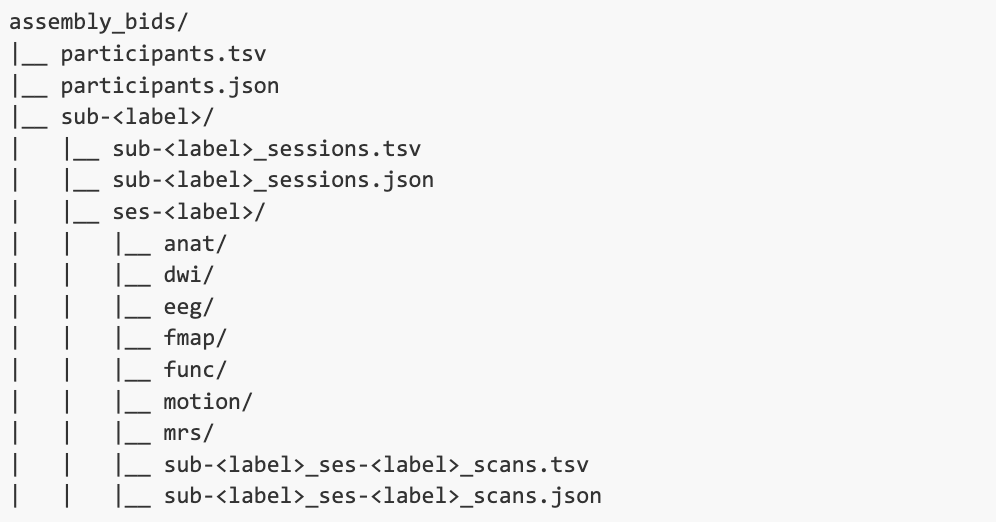 assembly_bids/
|__ participants.tsv
|__ participants.json
|__ sub-<label>/
|   |__ sub-<label>_sessions.tsv
|   |__ sub-<label>_sessions.json
|   |__ ses-<label>/
|   |   |__ anat/
|   |   |__ dwi/
|   |   |__ eeg/
|   |   |__ fmap/
|   |   |__ func/
|   |   |__ motion/
|   |   |__ mrs/
|   |   |__ sub-<label>_ses-<label>_scans.tsv
|   |   |__ sub-<label>_ses-<label>_scans.json